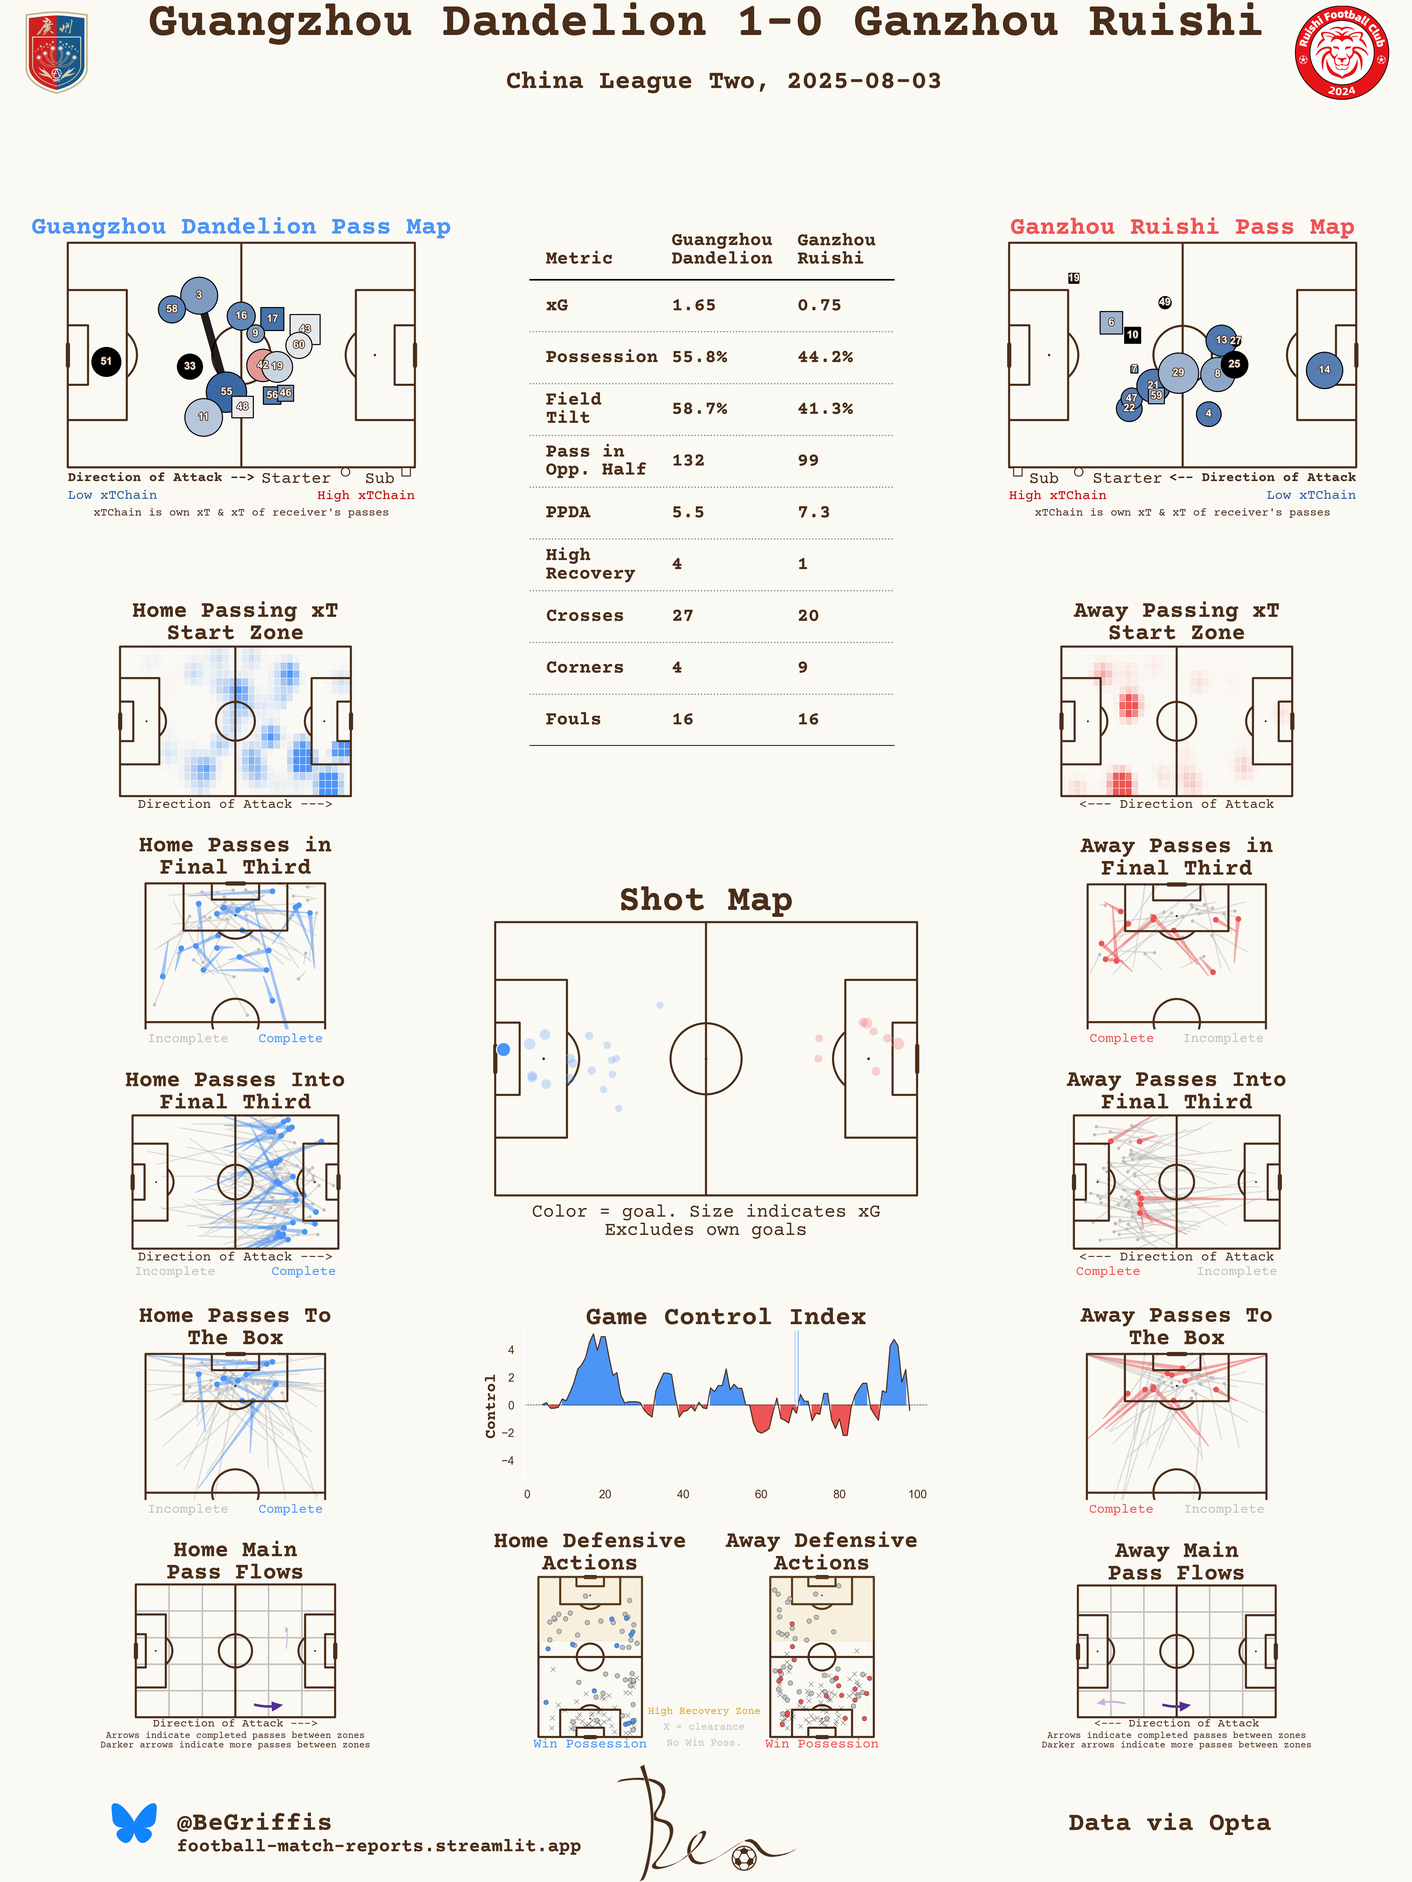 Guangzhou Dandelion 1-0 Ganzhou Ruishi
China League Two, 2025-08-03
Ruishi Football Club
2024
Guangzhou Dandelion Pass Map
51
58
3
33
55
11
16
9
17
43
60
42
19
48
56
46
Direction of Attack --> Starter Sub
Low xTChain High xTChain
xTChain is own xT & xT of receiver's passes
Metric Guangzhou Dandelion Ganzhou Ruishi
xG 1.65 0.75
Possession 55.8% 44.2%
Field Tilt 58.7% 41.3%
Pass in Opp. Half 132 99
PPDA 5.5 7.3
High Recovery 4 1
Crosses 27 20
Corners 4 9
Fouls 16 16
Ganzhou Ruishi Pass Map
19
49
6
10
7
13
27
25
29
8
14
21
47
59
22
4
Sub Starter <-- Direction of Attack
High xTChain Low xTChain
xTChain is own xT & xT of receiver's passes
Home Passing xT
Start Zone
Direction of Attack --->
Away Passing xT
Start Zone
<--- Direction of Attack
Home Passes in
Final Third
Incomplete Complete
Away Passes in
Final Third
Complete Incomplete
Shot Map
Color = goal. Size indicates xG
Excludes own goals
Home Passes Into
Final Third
Direction of Attack --->
Incomplete Complete
Away Passes Into
Final Third
<--- Direction of Attack
Complete Incomplete
Home Passes To
The Box
Incomplete Complete
Game Control Index
Control
4
2
0
−2
−4
0 20 40 60 80 100
Away Passes To
The Box
Complete Incomplete
Home Main
Pass Flows
Direction of Attack --->
Arrows indicate completed passes between zones
Darker arrows indicate more passes between zones
Home Defensive
Actions
Win Possession
High Recovery Zone
X = clearance
No Win Poss.
Away Defensive
Actions
Win Possession
Away Main
Pass Flows
<--- Direction of Attack
Arrows indicate completed passes between zones
Darker arrows indicate more passes between zones
@BeGriffis
football-match-reports.streamlit.app
Ben
Data via Opta